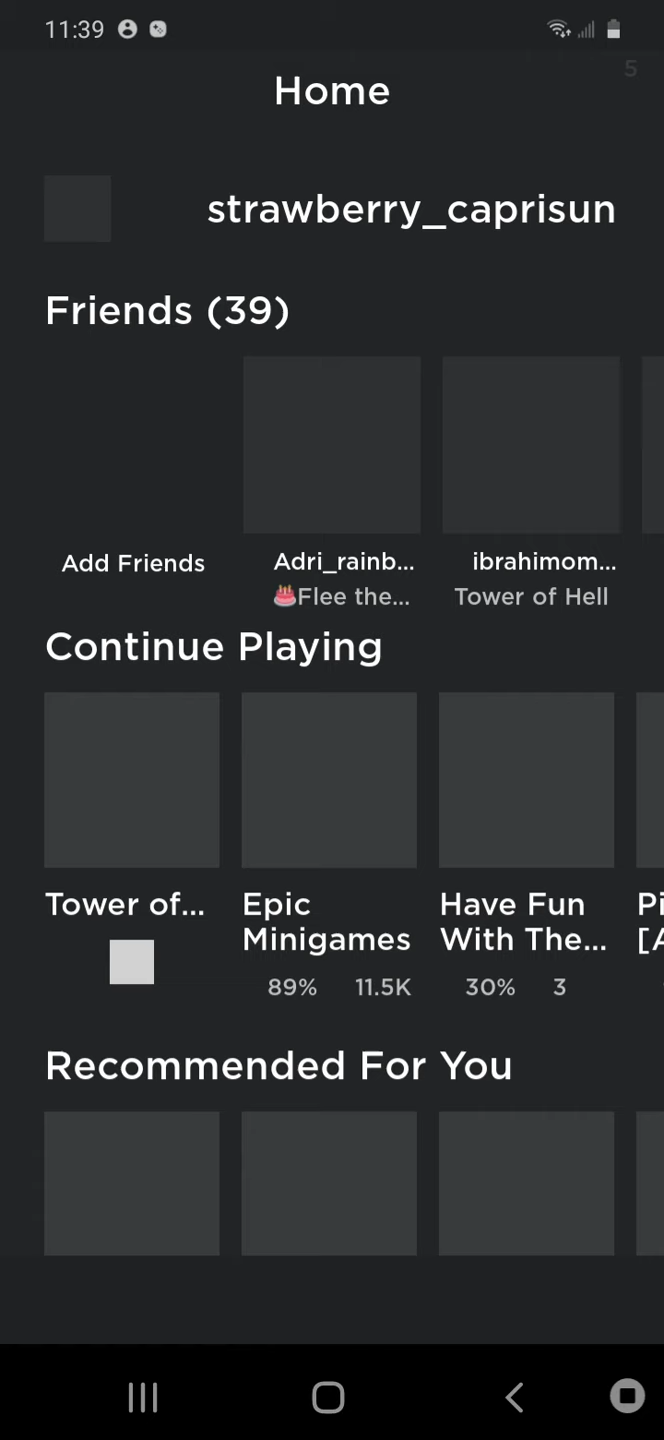 11:39
5
Home
strawberry_caprisun
Friends (39)
Add Friends
Adri_rainb...
ibrahimom...
🎂Flee the...
Tower of Hell
Continue Playing
Tower of...
Epic
Minigames
89% 11.5K
Have Fun
With The...
30% 3
Pi
[A
Recommended For You